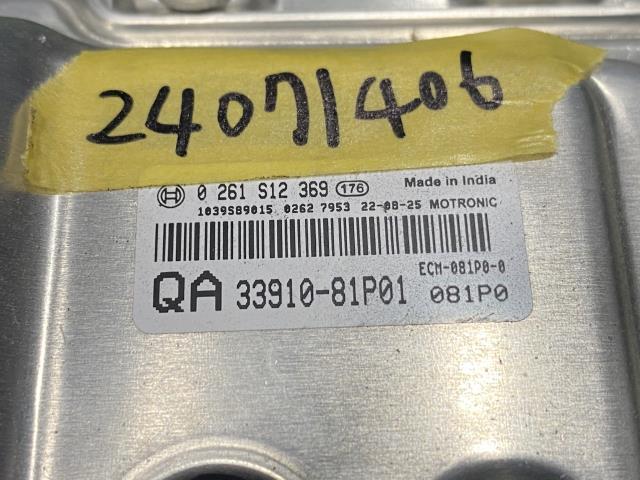 24071406
0 261 S12 369 176 Made in India
1039S89015 0262 7953 22-08-25 MOTRONIC
ECM-081P0-0
QA 33910-81P01 081P0